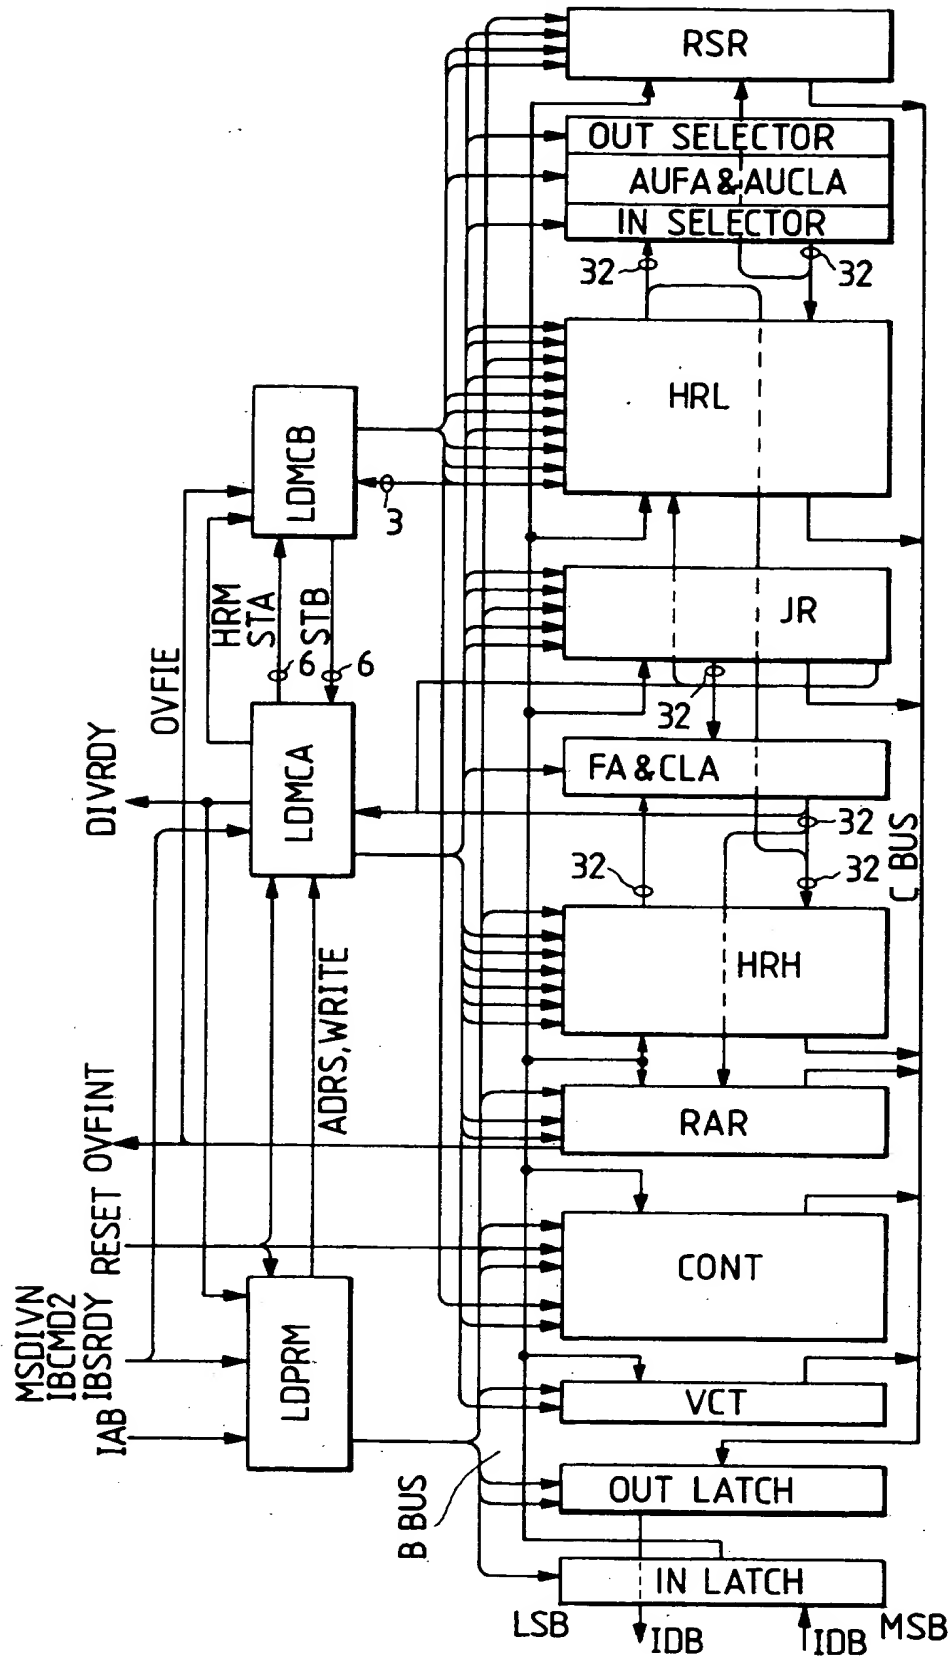 RSR
OUT SELECTOR
AUFA & AUCLA
IN SELECTOR
32
32
HRL
LDMCB
3
HRM
STA
STB
6
6
JR
OVFIE
32
DIVRDY
LDMCA
FA & CLA
32
32
32
C BUS
HRH
ADRS, WRITE
OVFINT
RAR
RESET
CONT
MSDIVN
IBCMD2
IBSRDY
LDPRM
VCT
IAB
B BUS
OUT LATCH
IN LATCH
LSB
IDB
IDB
MSB